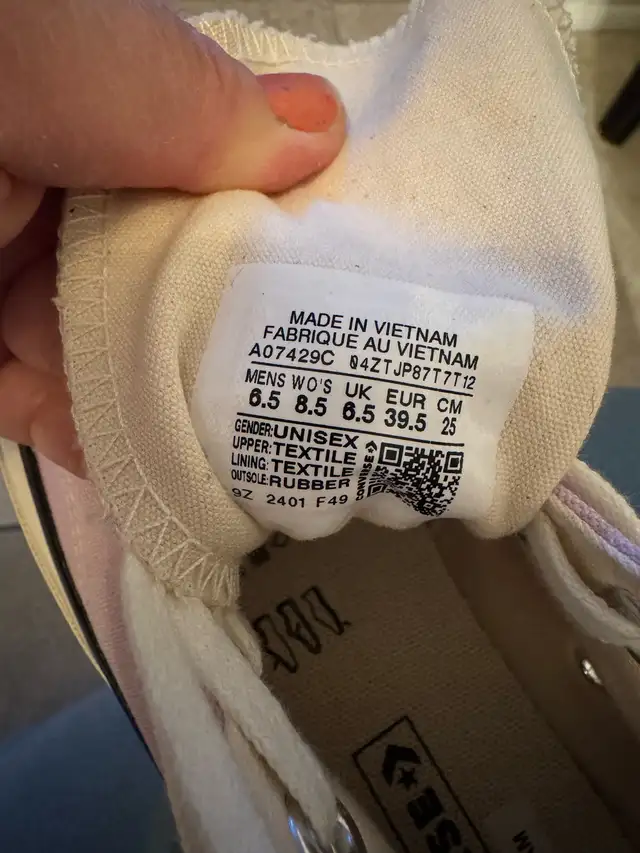 MADE IN VIETNAM
FABRIQUE AU VIETNAM
A07429C 04ZTJP87T7T12
MENS WO'S UK EUR CM
6.5 8.5 6.5 39.5 25
GENDER:UNISEX
UPPER:TEXTILE
LINING:TEXTILE
OUTSOLE:RUBBER
CONVERSE
9Z 2401 F49